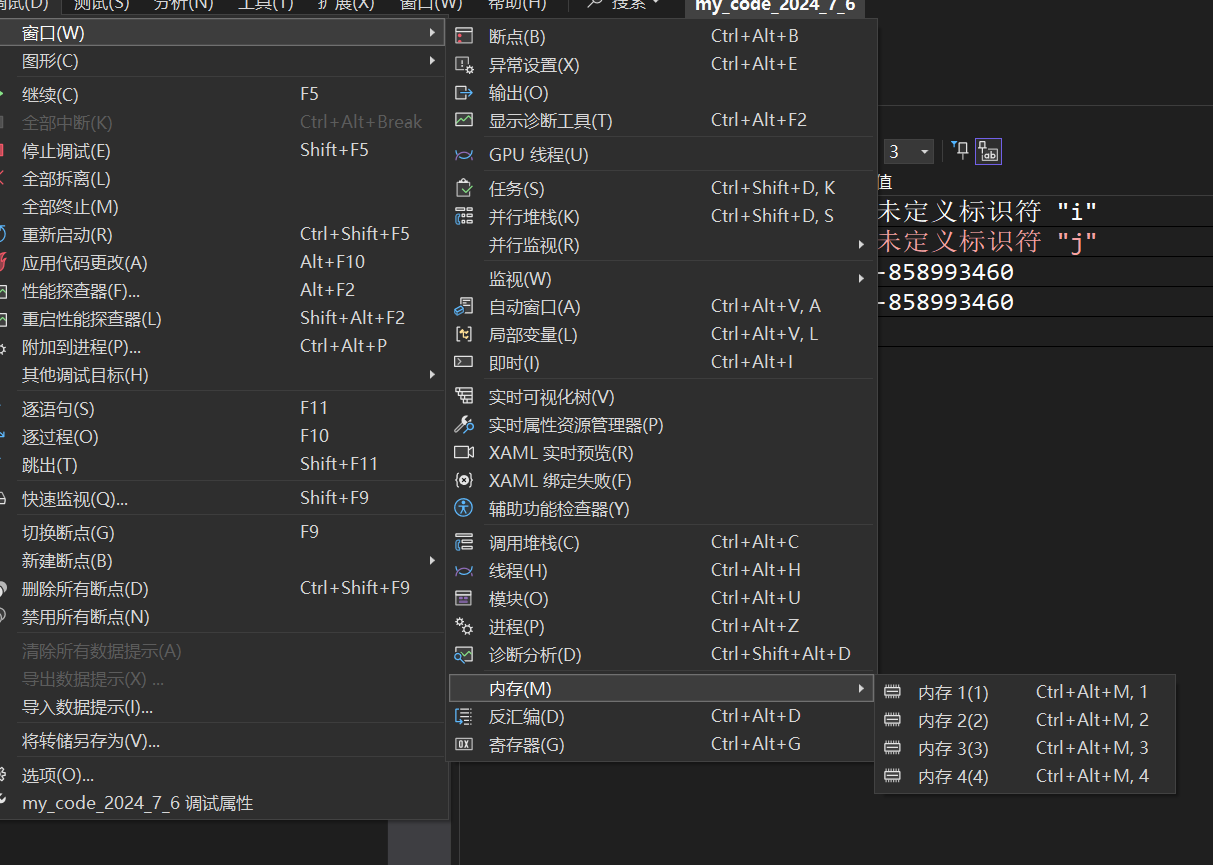 调试(D) 测试(S) 分析(N) 工具(T) 扩展(X) 窗口(W) 帮助(H) 搜索 my_code_2024_7_6
窗口(W)
图形(C)
继续(C) F5
全部中断(K) Ctrl+Alt+Break
停止调试(E) Shift+F5
全部拆离(L)
全部终止(M)
重新启动(R) Ctrl+Shift+F5
应用代码更改(A) Alt+F10
性能探查器(F)... Alt+F2
重启性能探查器(L) Shift+Alt+F2
附加到进程(P)... Ctrl+Alt+P
其他调试目标(H)
逐语句(S) F11
逐过程(O) F10
跳出(T) Shift+F11
快速监视(Q)... Shift+F9
切换断点(G) F9
新建断点(B)
删除所有断点(D) Ctrl+Shift+F9
禁用所有断点(N)
清除所有数据提示(A)
导出数据提示(X) ...
导入数据提示(I)...
将转储另存为(V)...
选项(O)...
my_code_2024_7_6 调试属性
断点(B) Ctrl+Alt+B
异常设置(X) Ctrl+Alt+E
输出(O)
显示诊断工具(T) Ctrl+Alt+F2
GPU 线程(U)
任务(S) Ctrl+Shift+D, K
并行堆栈(K) Ctrl+Shift+D, S
并行监视(R)
监视(W)
自动窗口(A) Ctrl+Alt+V, A
局部变量(L) Ctrl+Alt+V, L
即时(I) Ctrl+Alt+I
实时可视化树(V)
实时属性资源管理器(P)
XAML 实时预览(R)
XAML 绑定失败(F)
辅助功能检查器(Y)
调用堆栈(C) Ctrl+Alt+C
线程(H) Ctrl+Alt+H
模块(O) Ctrl+Alt+U
进程(P) Ctrl+Alt+Z
诊断分析(D) Ctrl+Shift+Alt+D
内存(M)
反汇编(D) Ctrl+Alt+D
寄存器(G) Ctrl+Alt+G
内存 1(1) Ctrl+Alt+M, 1
内存 2(2) Ctrl+Alt+M, 2
内存 3(3) Ctrl+Alt+M, 3
内存 4(4) Ctrl+Alt+M, 4
3
值
未定义标识符 "i"
未定义标识符 "j"
-858993460
-858993460